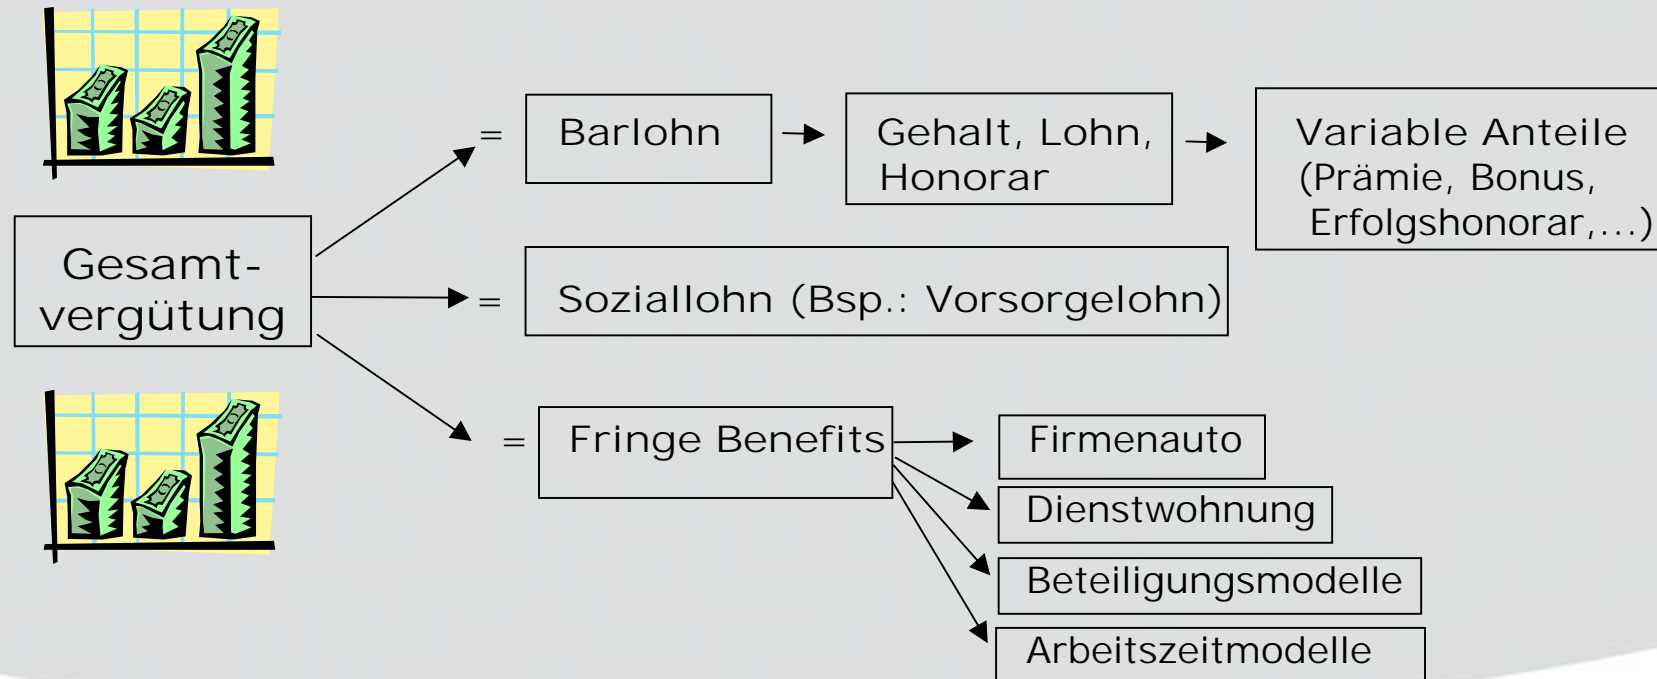 = Barlohn
Gehalt, Lohn,
Honorar
Variable Anteile
(Prämie, Bonus,
Erfolgshonorar,...)
Gesamt-
vergütung
= Soziallohn (Bsp.: Vorsorgelohn)
= Fringe Benefits
Firmenauto
Dienstwohnung
Beteiligungsmodelle
Arbeitszeitmodelle